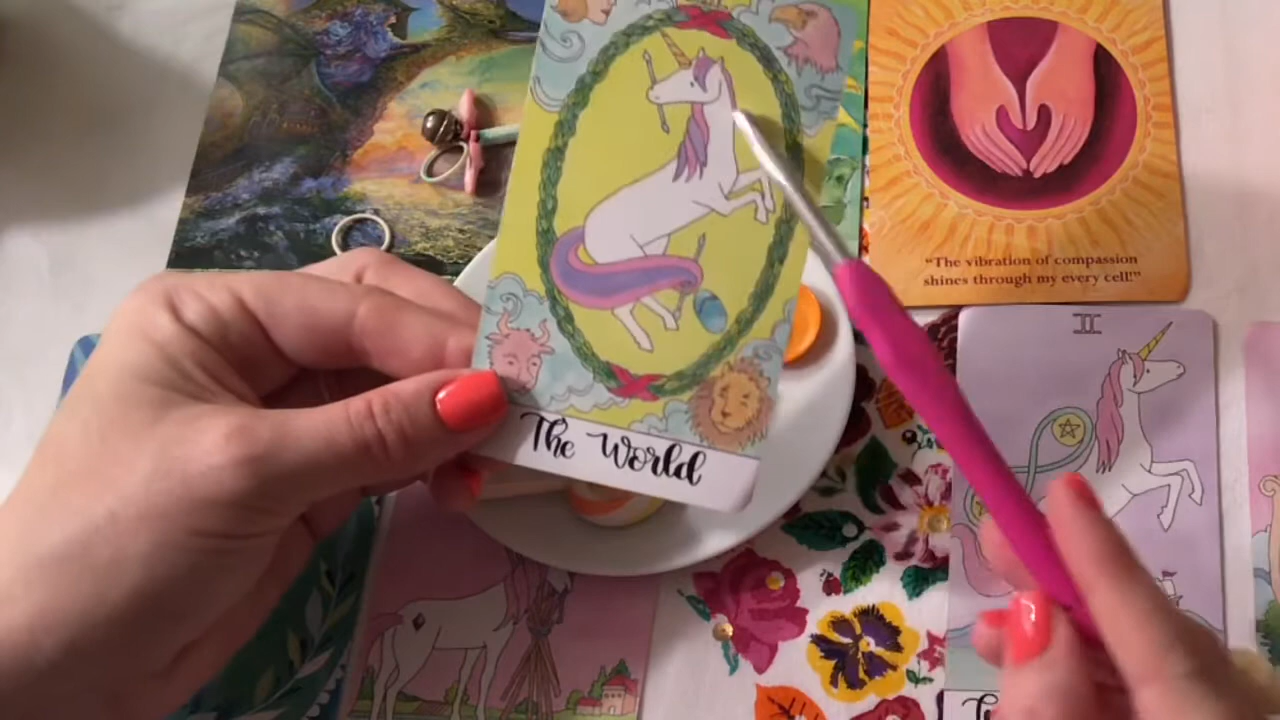 "The vibration of compassion
shines through my every cell!"
II
The World